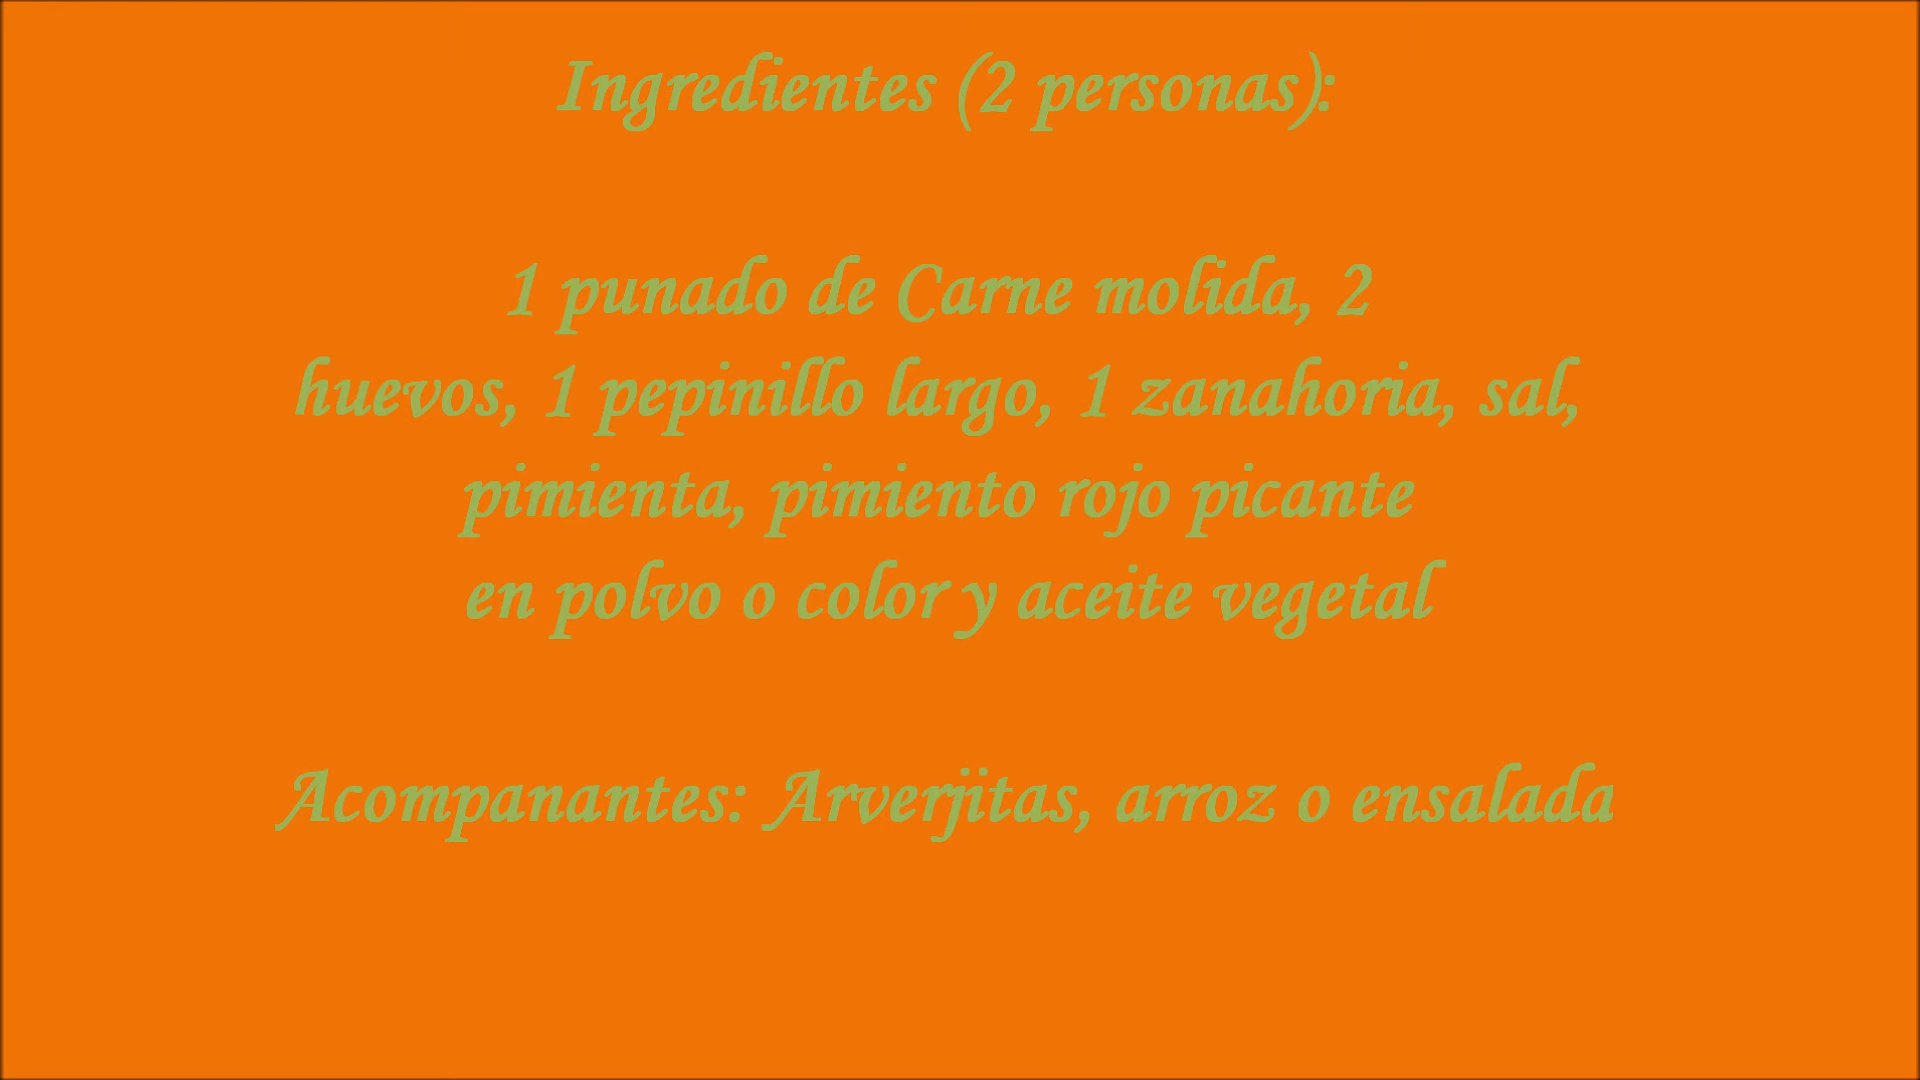 Ingredientes (2 personas):
1 punado de Carne molida, 2
huevos, 1 pepinillo largo, 1 zanahoria, sal,
pimienta, pimiento rojo picante
en polvo o color y aceite vegetal
Acompanantes: Arverjitas, arroz o ensalada